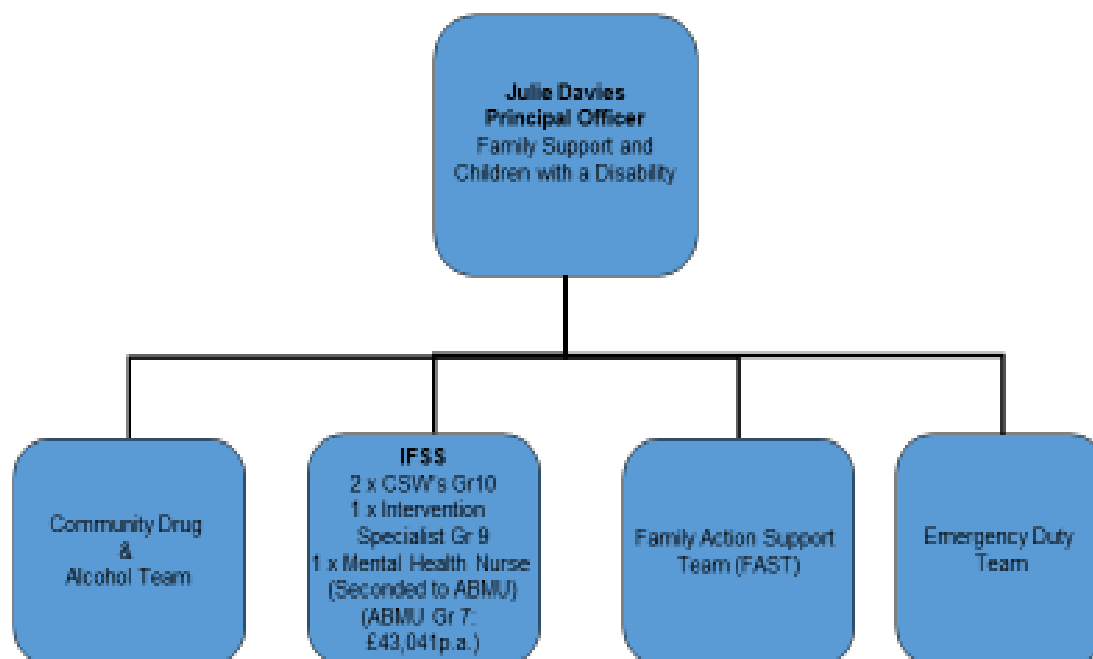 Julie Davies
Principal Officer
Family Support and
Children with a Disability
Community Drug
&
Alcohol Team
IFSS
2 x CSW's Gr10
1 x Intervention
Specialist Gr 9
1 x Mental Health Nurse
(Seconded to ABMU)
(ABMU Gr 7:
£43,041p.a.)
Family Action Support
Team (FAST)
Emergency Duty
Team